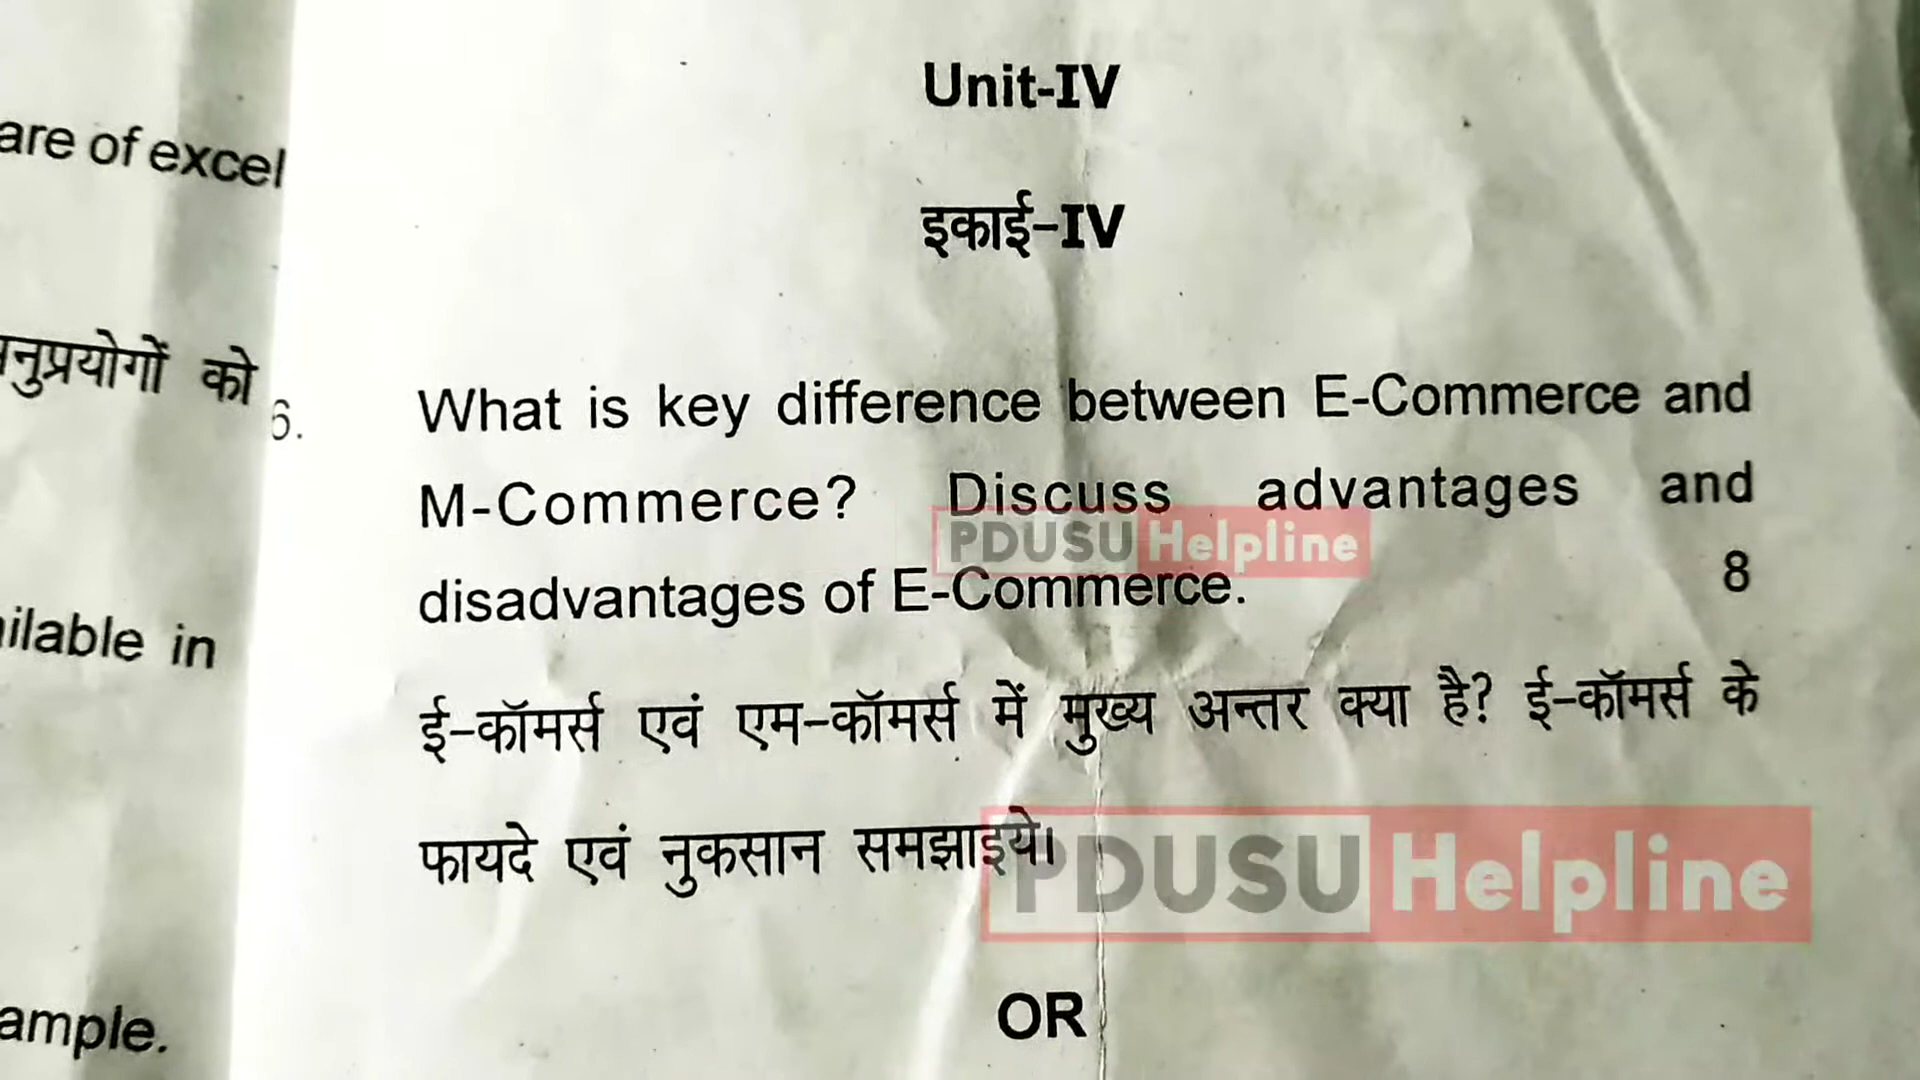 Unit-IV
इकाई-IV
are of excel
नुप्रयोगों को
6. What is key difference between E-Commerce and
M-Commerce? Discuss advantages and
PDUSU Helpline
disadvantages of E-Commerce. 8
ilable in
ई-कॉमर्स एवं एम-कॉमर्स में मुख्य अन्तर क्या है? ई-कॉमर्स के
फायदे एवं नुकसान समझाइये।
PDUSU Helpline
OR
ample.